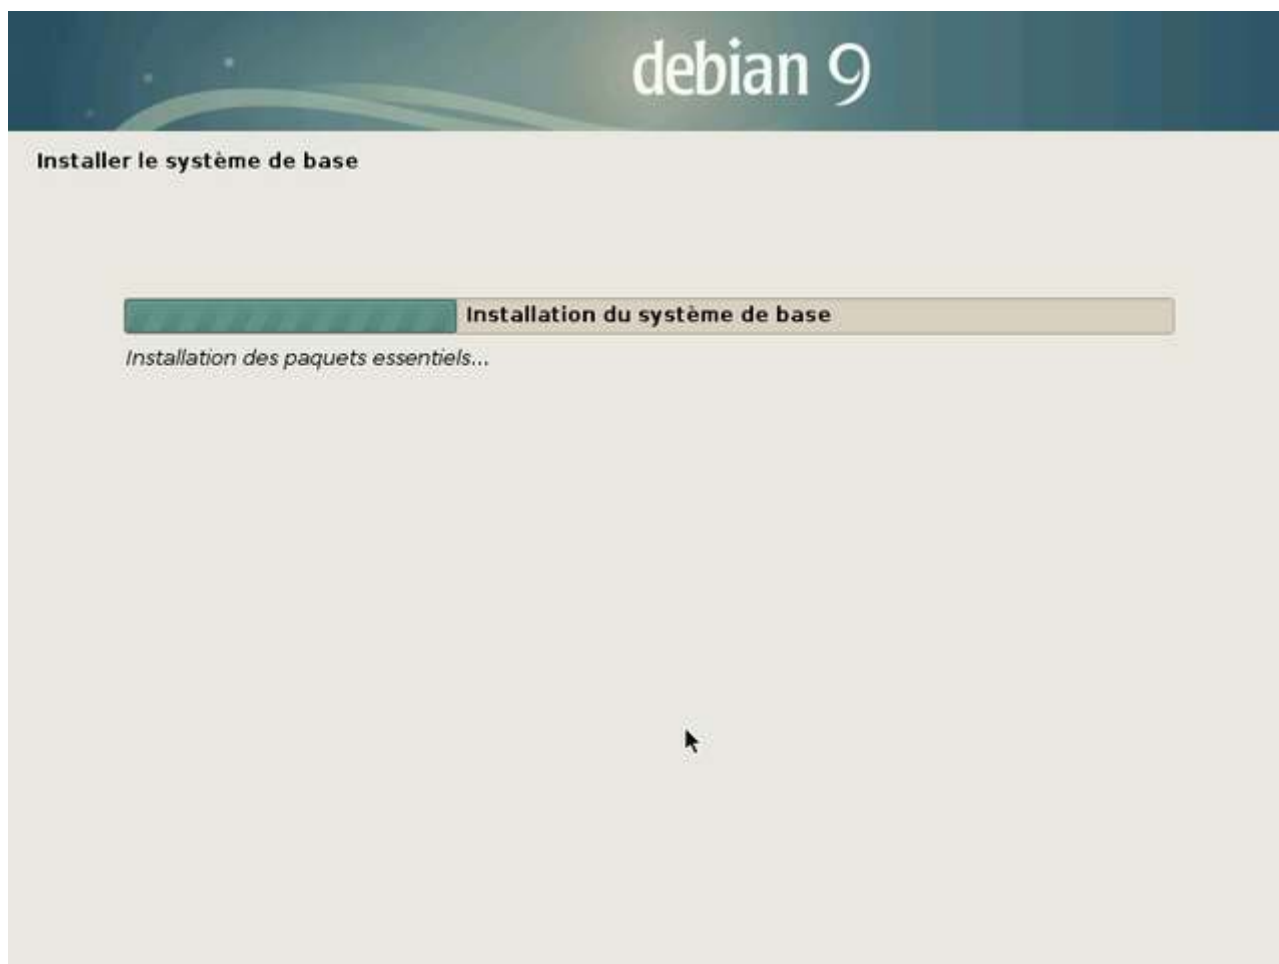 debian 9
Installer le système de base
Installation du système de base
Installation des paquets essentiels...